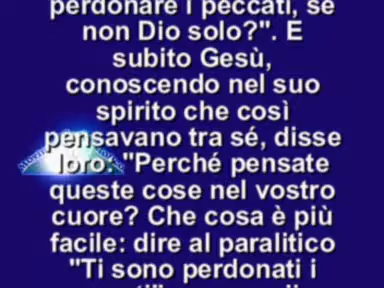 perdonare i peccati, se
non Dio solo?". E
subito Gesù,
conoscendo nel suo
spirito che così
pensavano tra sé, disse
loro: "Perché pensate
queste cose nel vostro
cuore? Che cosa è più
facile: dire al paralitico
"Ti sono perdonati i